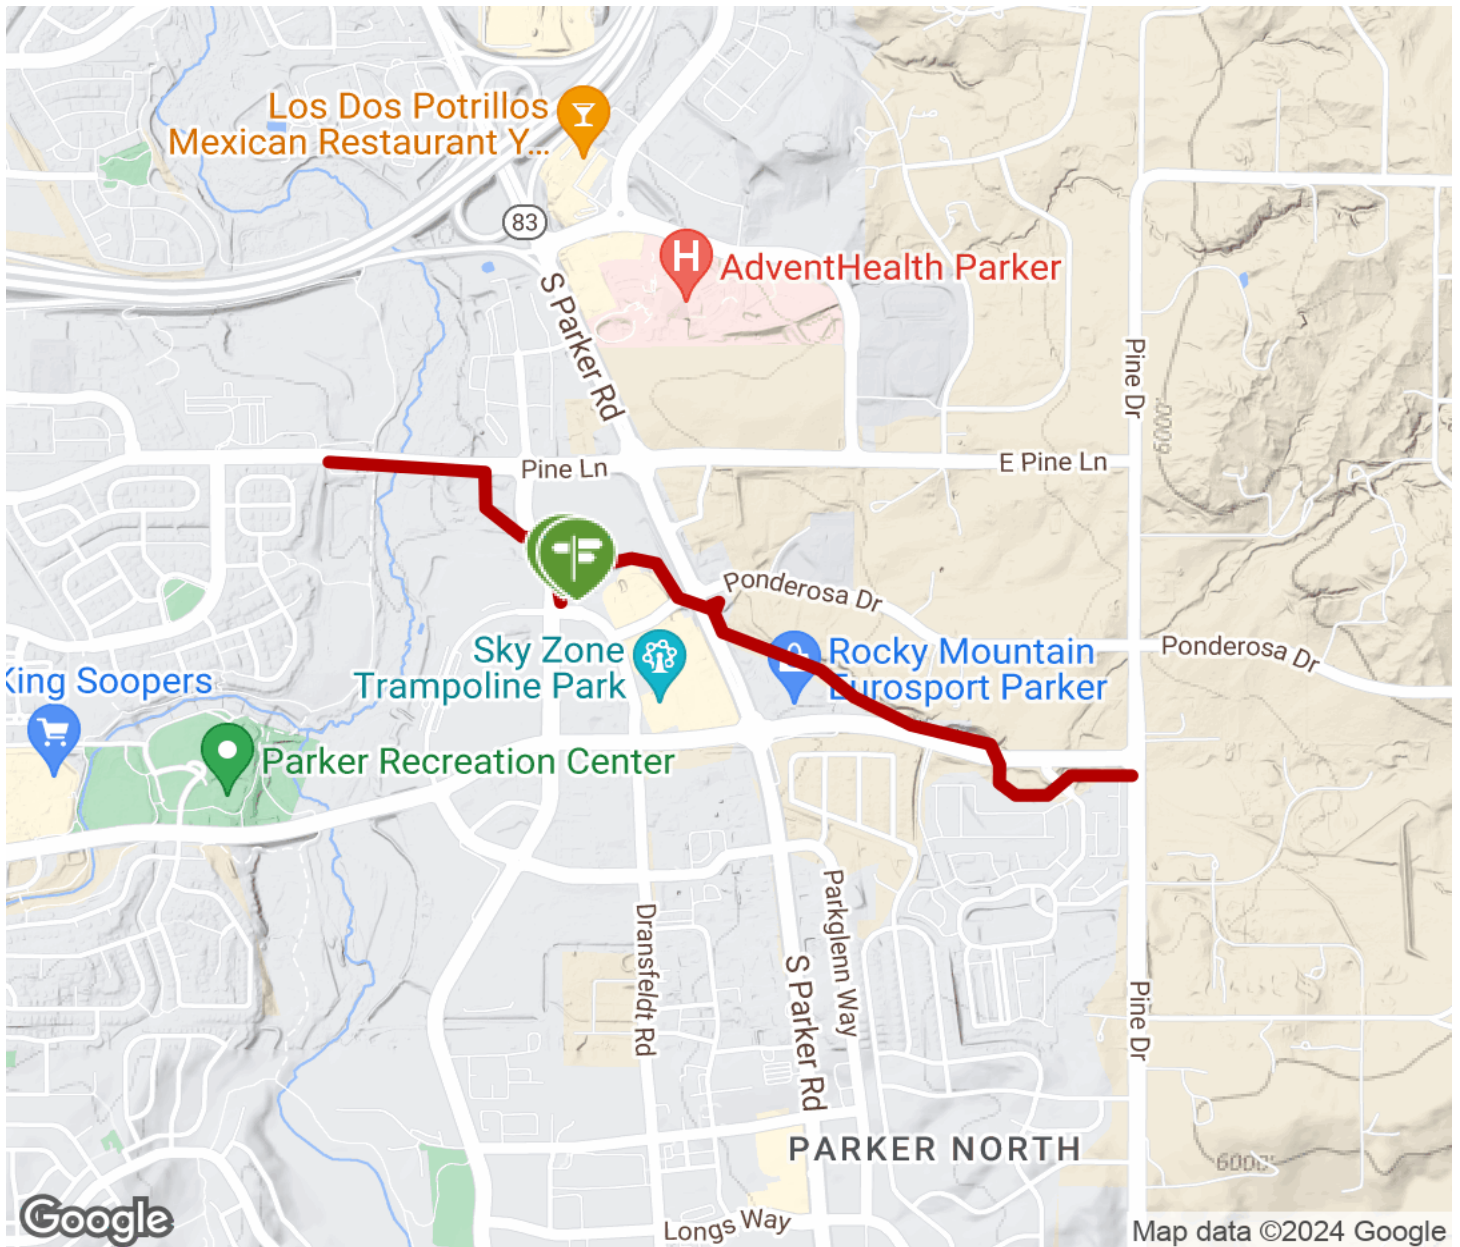 Los Dos Potrillos
Mexican Restaurant Y...
83
H
AdventHealth Parker
S Parker Rd
Pine Dr
6000'
Pine Ln
E Pine Ln
Ponderosa Dr
Ponderosa Dr
Sky Zone
Trampoline Park
Rocky Mountain
Eurosport Parker
King Soopers
Parker Recreation Center
Parkglenn Way
Dransfeldt Rd
S Parker Rd
Pine Dr
PARKER NORTH
6000'
Longs Way
Google
Map data ©2024 Google